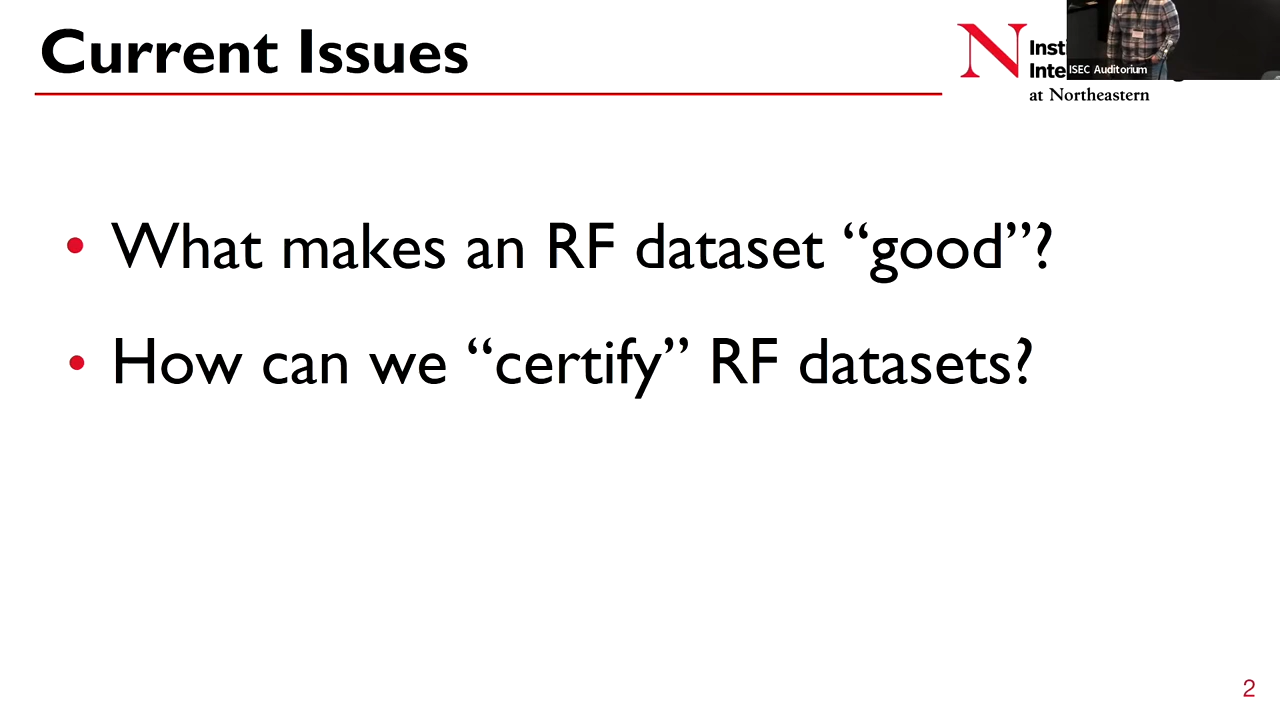 Current Issues
N Insti
Inte
ISEC Auditorium
at Northeastern
• What makes an RF dataset “good”?
• How can we “certify” RF datasets?
2